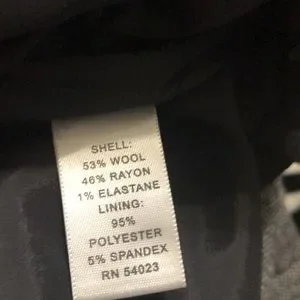 SHELL:
53% WOOL
46% RAYON
1% ELASTANE
LINING:
95%
POLYESTER
5% SPANDEX
RN 54023